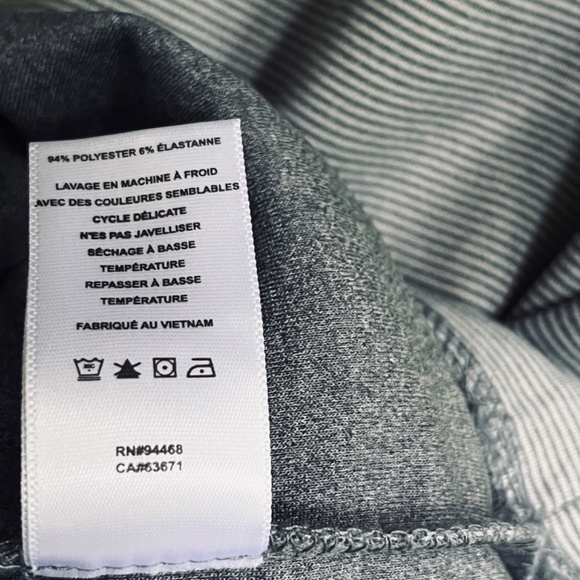 94% POLYESTER 6% ÉLASTANNE
LAVAGE EN MACHINE À FROID
AVEC DES COULEURES SEMBLABLES
CYCLE DÉLICATE
N'ES PAS JAVELLISER
SÉCHAGE À BASSE
TEMPÉRATURE
REPASSER À BASSE
TEMPÉRATURE
FABRIQUÉ AU VIETNAM
RN#94468
CA#63671